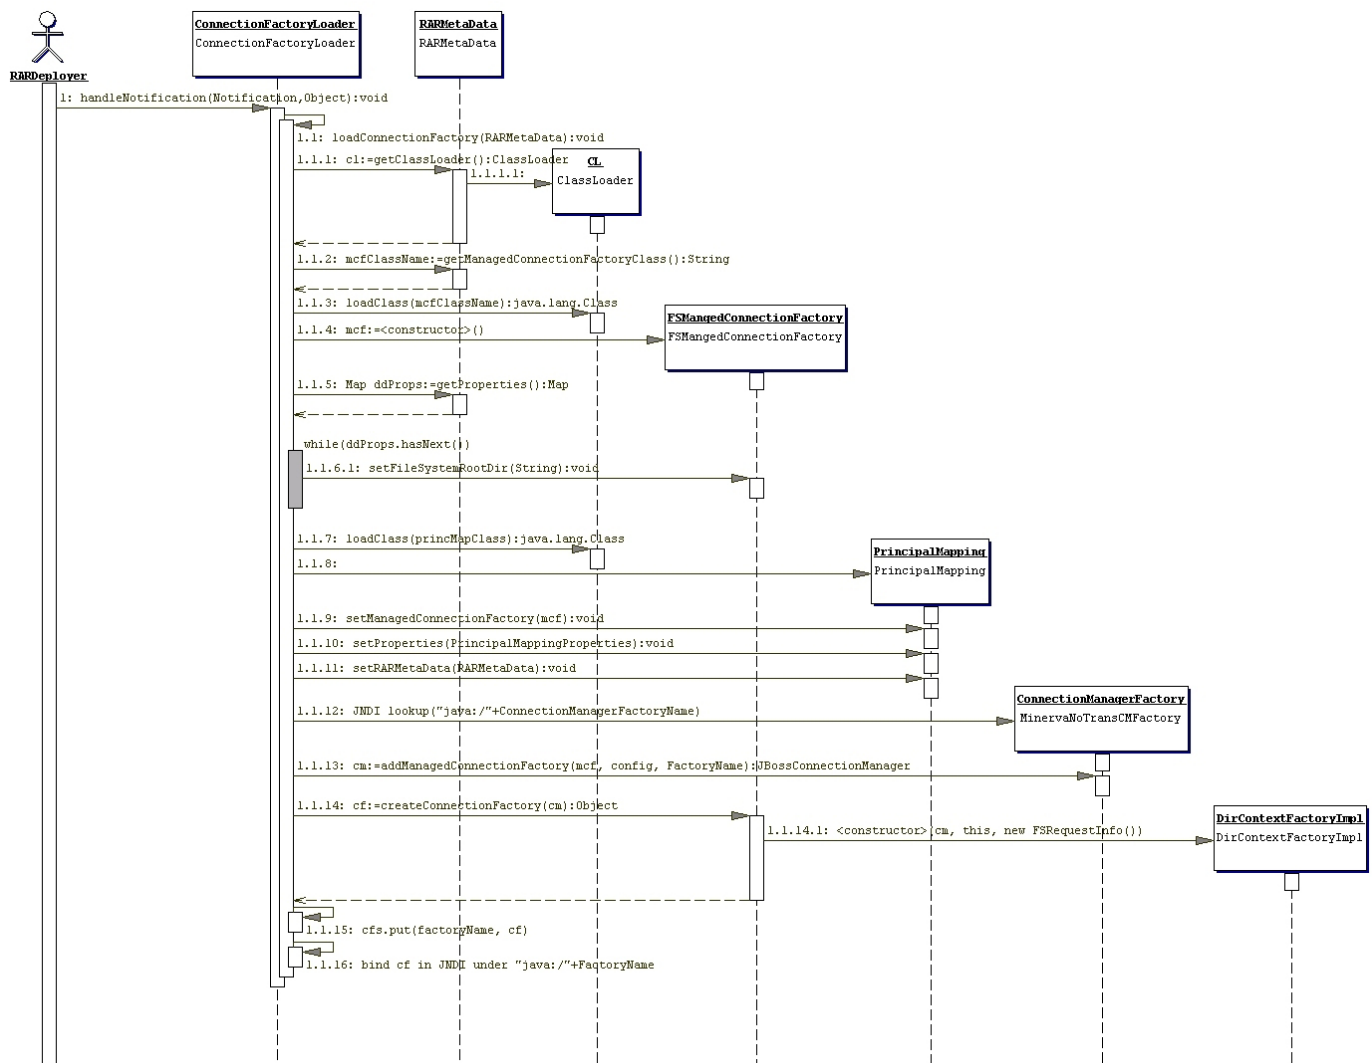 ConnectionFactoryLoader
ConnectionFactoryLoader
RARMetaData
RARMetaData
RARDeployer
1: handleNotification(Notification,Object):void
1.1: loadConnectionFactory(RARMetaData):void
1.1.1: cl:=getClassLoader():ClassLoader
CL
ClassLoader
1.1.1.1:
1.1.2: mcfClassName:=getManagedConnectionFactoryClass():String
1.1.3: loadClass(mcfClassName):java.lang.Class
FSMangedConnectionFactory
FSMangedConnectionFactory
1.1.4: mcf:=<constructor>()
1.1.5: Map ddProps:=getProperties():Map
while(ddProps.hasNext())
1.1.6.1: setFileSystemRootDir(String):void
1.1.7: loadClass(princMapClass):java.lang.Class
PrincipalMapping
PrincipalMapping
1.1.8:
1.1.9: setManagedConnectionFactory(mcf):void
1.1.10: setProperties(PrincipalMappingProperties):void
1.1.11: setRARMetaData(RARMetaData):void
ConnectionManagerFactory
MinervaNoTransCMFactory
1.1.12: JNDI lookup("java:/"+ConnectionManagerFactoryName)
1.1.13: cm:=addManagedConnectionFactory(mcf, config, FactoryName):JBossConnectionManager
1.1.14: cf:=createConnectionFactory(cm):Object
DirContextFactoryImpl
DirContextFactoryImpl
1.1.14.1: <constructor>(cm, this, new FSRequestInfo())
1.1.15: cfs.put(factoryName, cf)
1.1.16: bind cf in JNDI under "java:/"+FactoryName